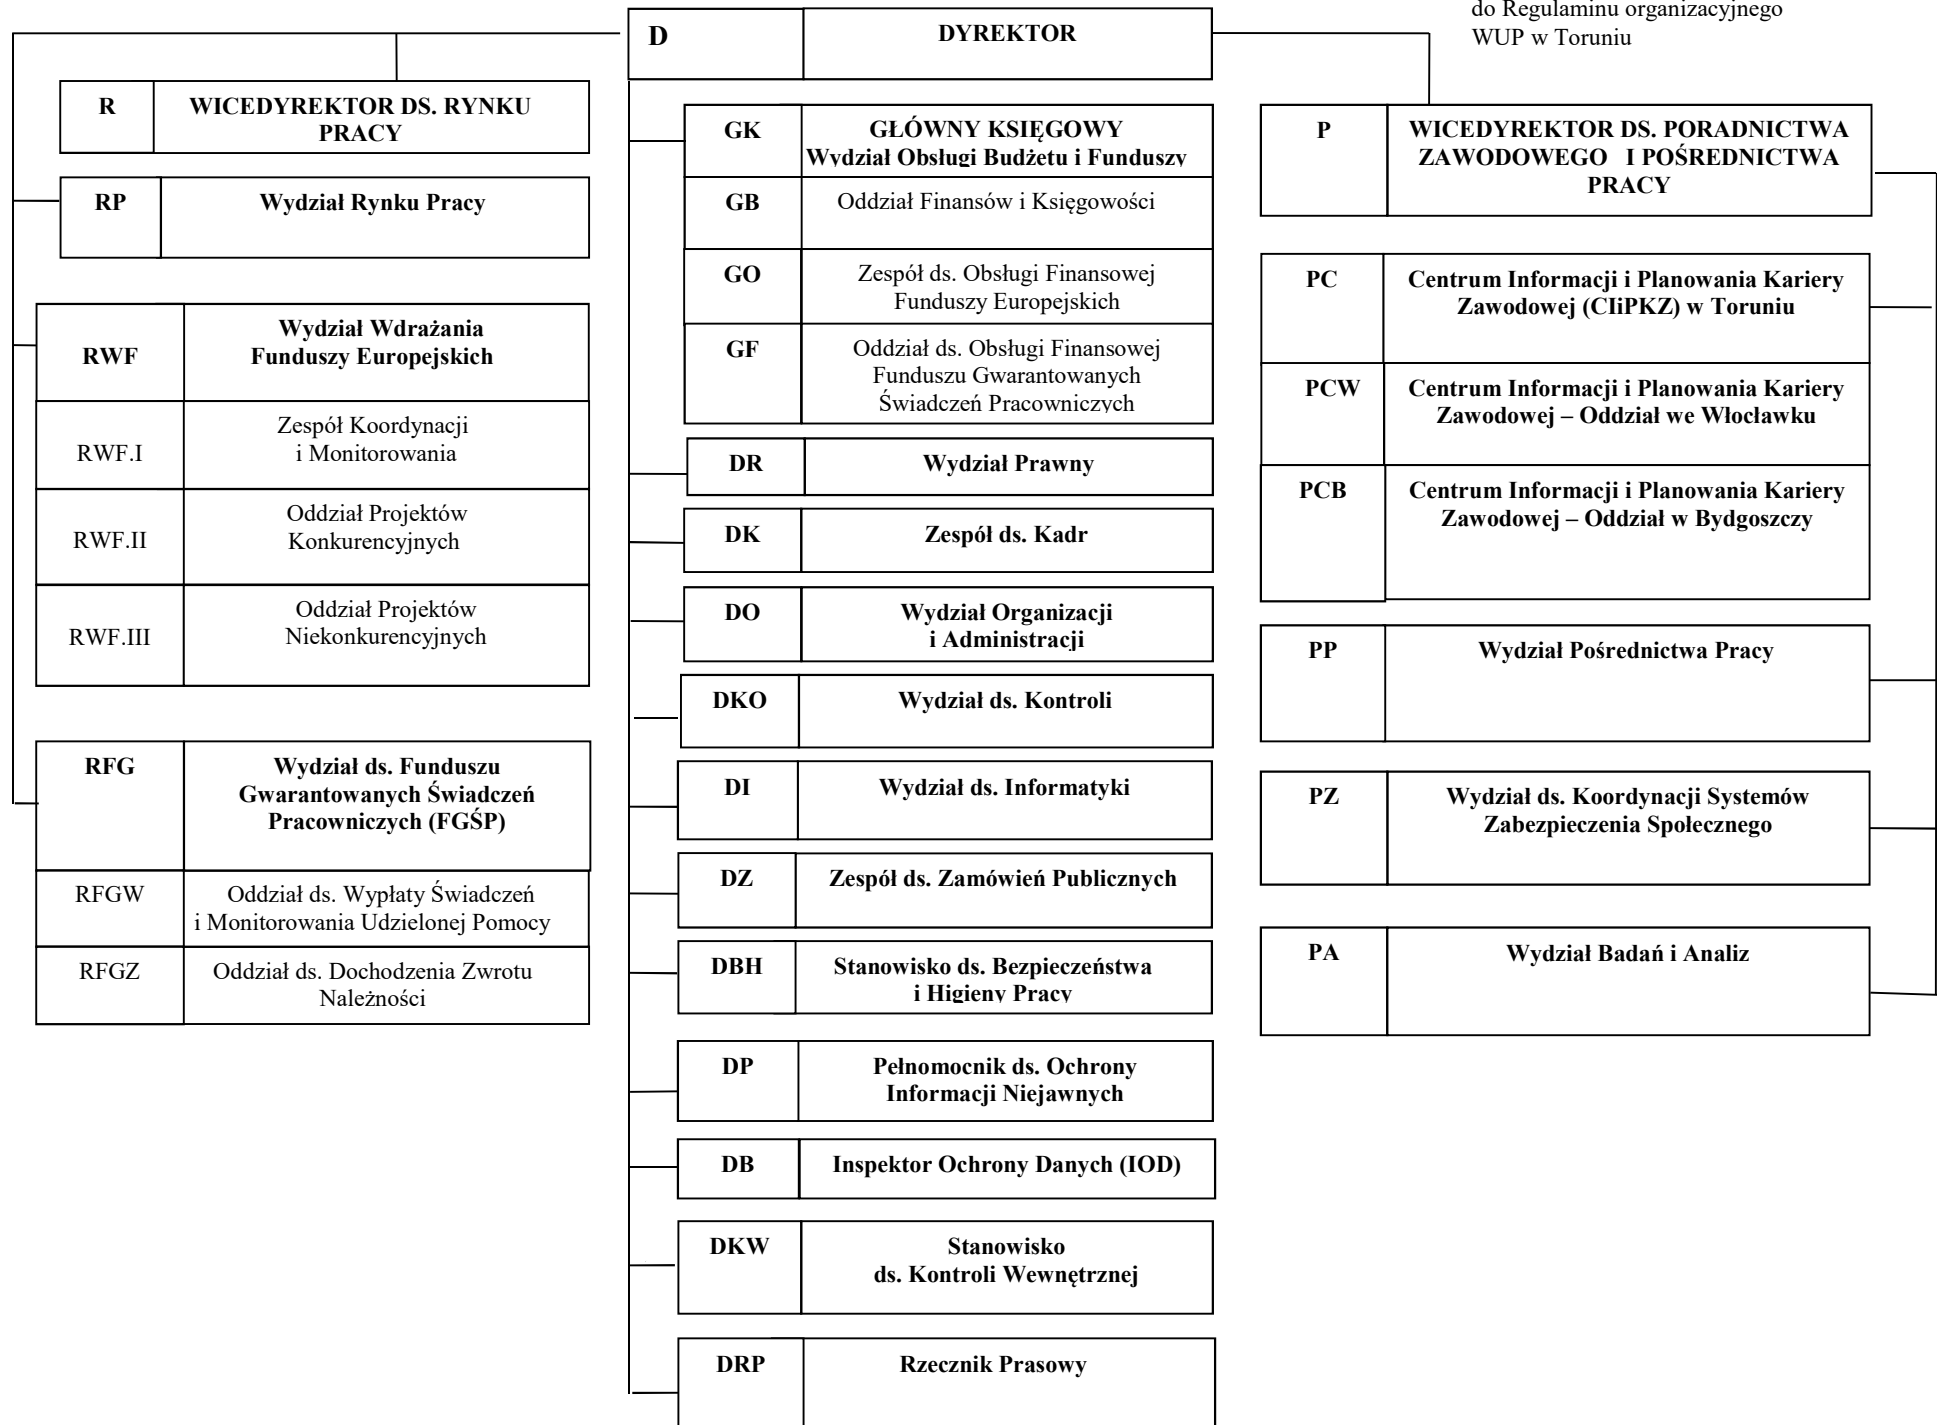 do Regulaminu organizacyjnego
WUP w Toruniu
D
DYREKTOR
R
WICEDYREKTOR DS. RYNKU
PRACY
RP
Wydział Rynku Pracy
RWF
Wydział Wdrażania
Funduszy Europejskich
RWF.I
Zespół Koordynacji
i Monitorowania
RWF.II
Oddział Projektów
Konkurencyjnych
RWF.III
Oddział Projektów
Niekonkurencyjnych
RFG
Wydział ds. Funduszu
Gwarantowanych Świadczeń
Pracowniczych (FGŚP)
RFGW
Oddział ds. Wypłaty Świadczeń
i Monitorowania Udzielonej Pomocy
RFGZ
Oddział ds. Dochodzenia Zwrotu
Należności
GK
GŁÓWNY KSIĘGOWY
Wydział Obsługi Budżetu i Funduszy
GB
Oddział Finansów i Księgowości
GO
Zespół ds. Obsługi Finansowej
Funduszy Europejskich
GF
Oddział ds. Obsługi Finansowej
Funduszu Gwarantowanych
Świadczeń Pracowniczych
DR
Wydział Prawny
DK
Zespół ds. Kadr
DO
Wydział Organizacji
i Administracji
DKO
Wydział ds. Kontroli
DI
Wydział ds. Informatyki
DZ
Zespół ds. Zamówień Publicznych
DBH
Stanowisko ds. Bezpieczeństwa
i Higieny Pracy
DP
Pełnomocnik ds. Ochrony
Informacji Niejawnych
DB
Inspektor Ochrony Danych (IOD)
DKW
Stanowisko
ds. Kontroli Wewnętrznej
DRP
Rzecznik Prasowy
P
WICEDYREKTOR DS. PORADNICTWA
ZAWODOWEGO I POŚREDNICTWA
PRACY
PC
Centrum Informacji i Planowania Kariery
Zawodowej (CIiPKZ) w Toruniu
PCW
Centrum Informacji i Planowania Kariery
Zawodowej – Oddział we Włocławku
PCB
Centrum Informacji i Planowania Kariery
Zawodowej – Oddział w Bydgoszczy
PP
Wydział Pośrednictwa Pracy
PZ
Wydział ds. Koordynacji Systemów
Zabezpieczenia Społecznego
PA
Wydział Badań i Analiz